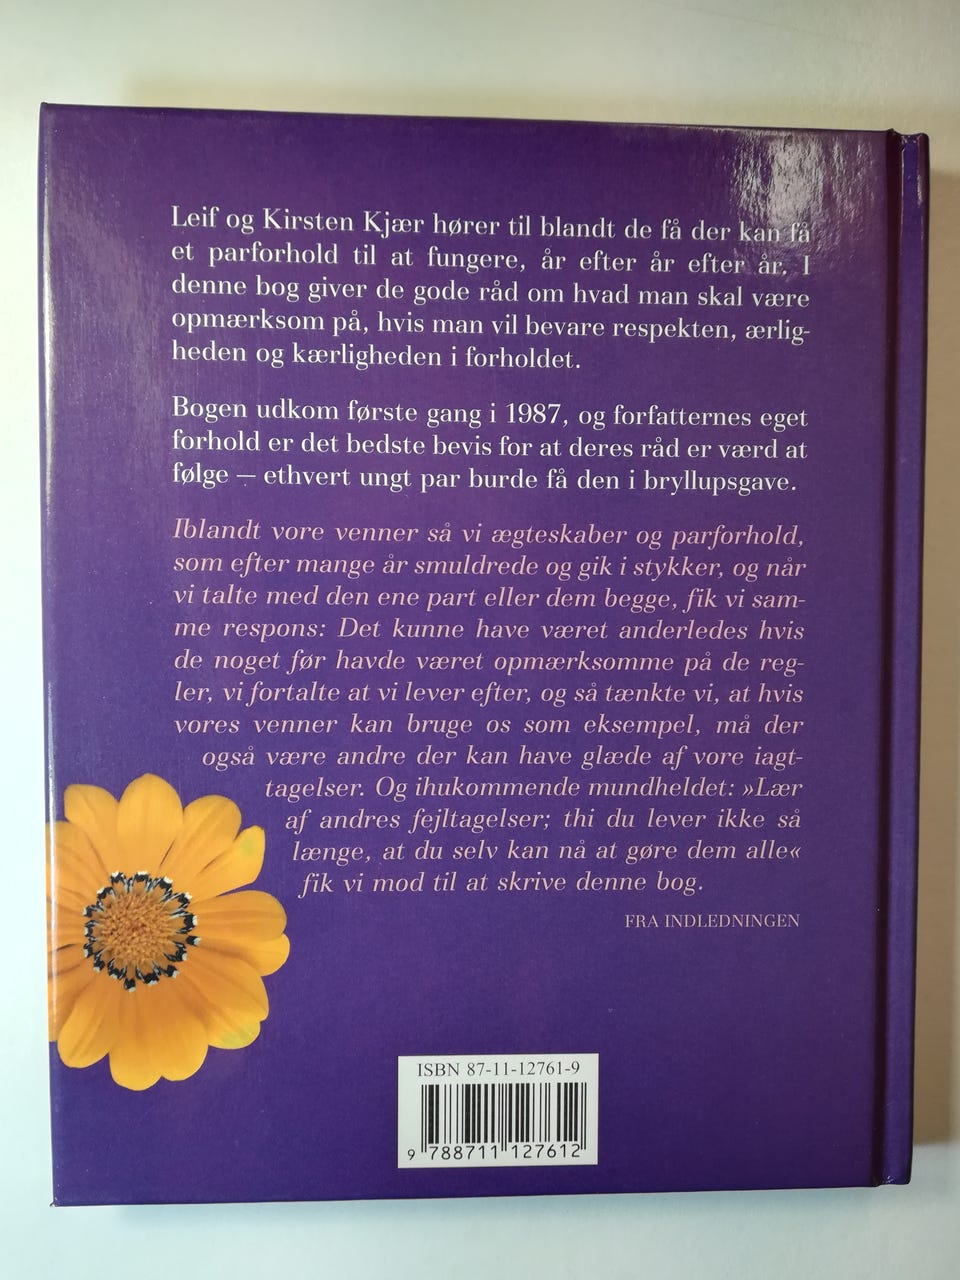 Leif og Kirsten Kjær hører til blandt de få der kan få
et parforhold til at fungere, år efter år efter år. I
denne bog giver de gode råd om hvad man skal være
opmærksom på, hvis man vil bevare respekten, ærlig-
heden og kærligheden i forholdet.
Bogen udkom første gang i 1987, og forfatternes eget
forhold er det bedste bevis for at deres råd er værd at
følge – ethvert ungt par burde få den i bryllupsgave.
Iblandt vore venner så vi ægteskaber og parforhold,
som efter mange år smuldrede og gik i stykker, og når
vi talte med den ene part eller dem begge, fik vi sam-
me respons: Det kunne have været anderledes hvis
de noget før havde været opmærksomme på de reg-
ler, vi fortalte at vi lever efter, og så tænkte vi, at hvis
vores venner kan bruge os som eksempel, må der
også være andre der kan have glæde af vore iagt-
tagelser. Og ihukommende mundheldet: »Lær
af andres fejltagelser; thi du lever ikke så
længe, at du selv kan nå at gøre dem alle«
fik vi mod til at skrive denne bog.
FRA INDLEDNINGEN
ISBN 87-11-12761-9
9 788711 127612